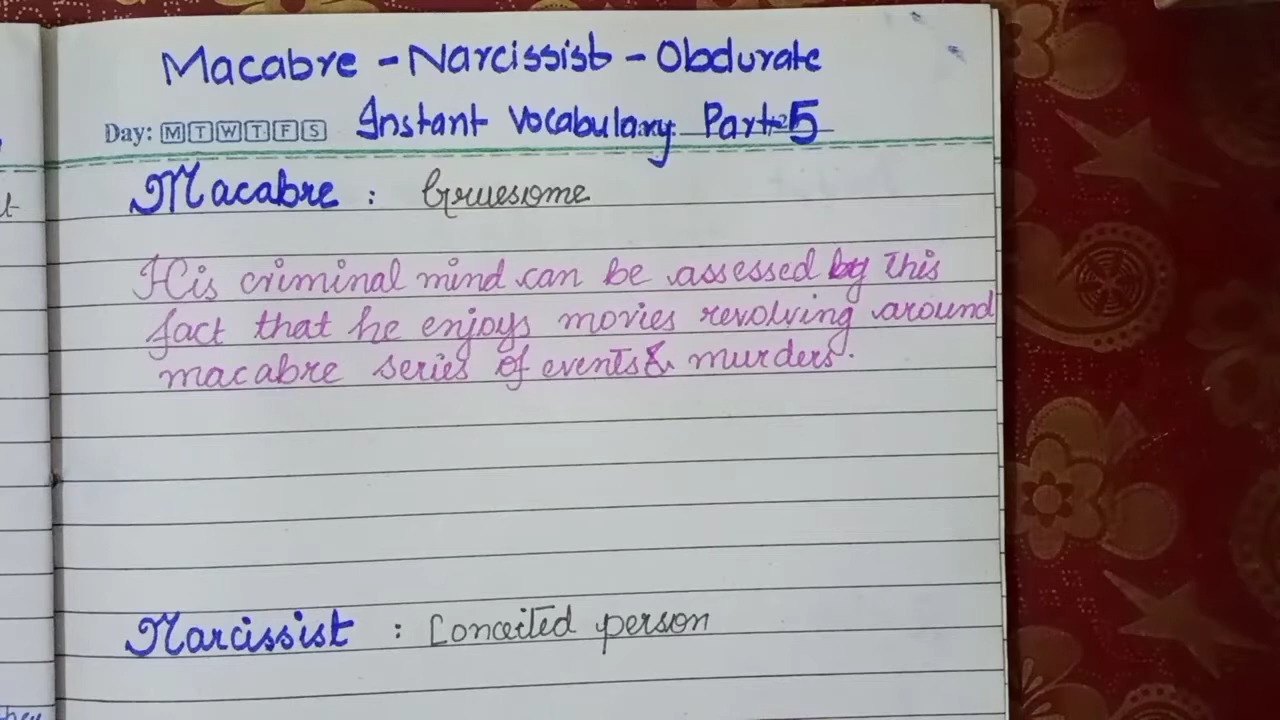 Macabre - Narcissist - Obdurate
Day: M T W T F S Instant Vocabulary Part-5
Macabre : Gruesome
His criminal mind can be assessed by this
fact that he enjoys movies revolving around
macabre series of events & murders.
Narcissist : Conceited person